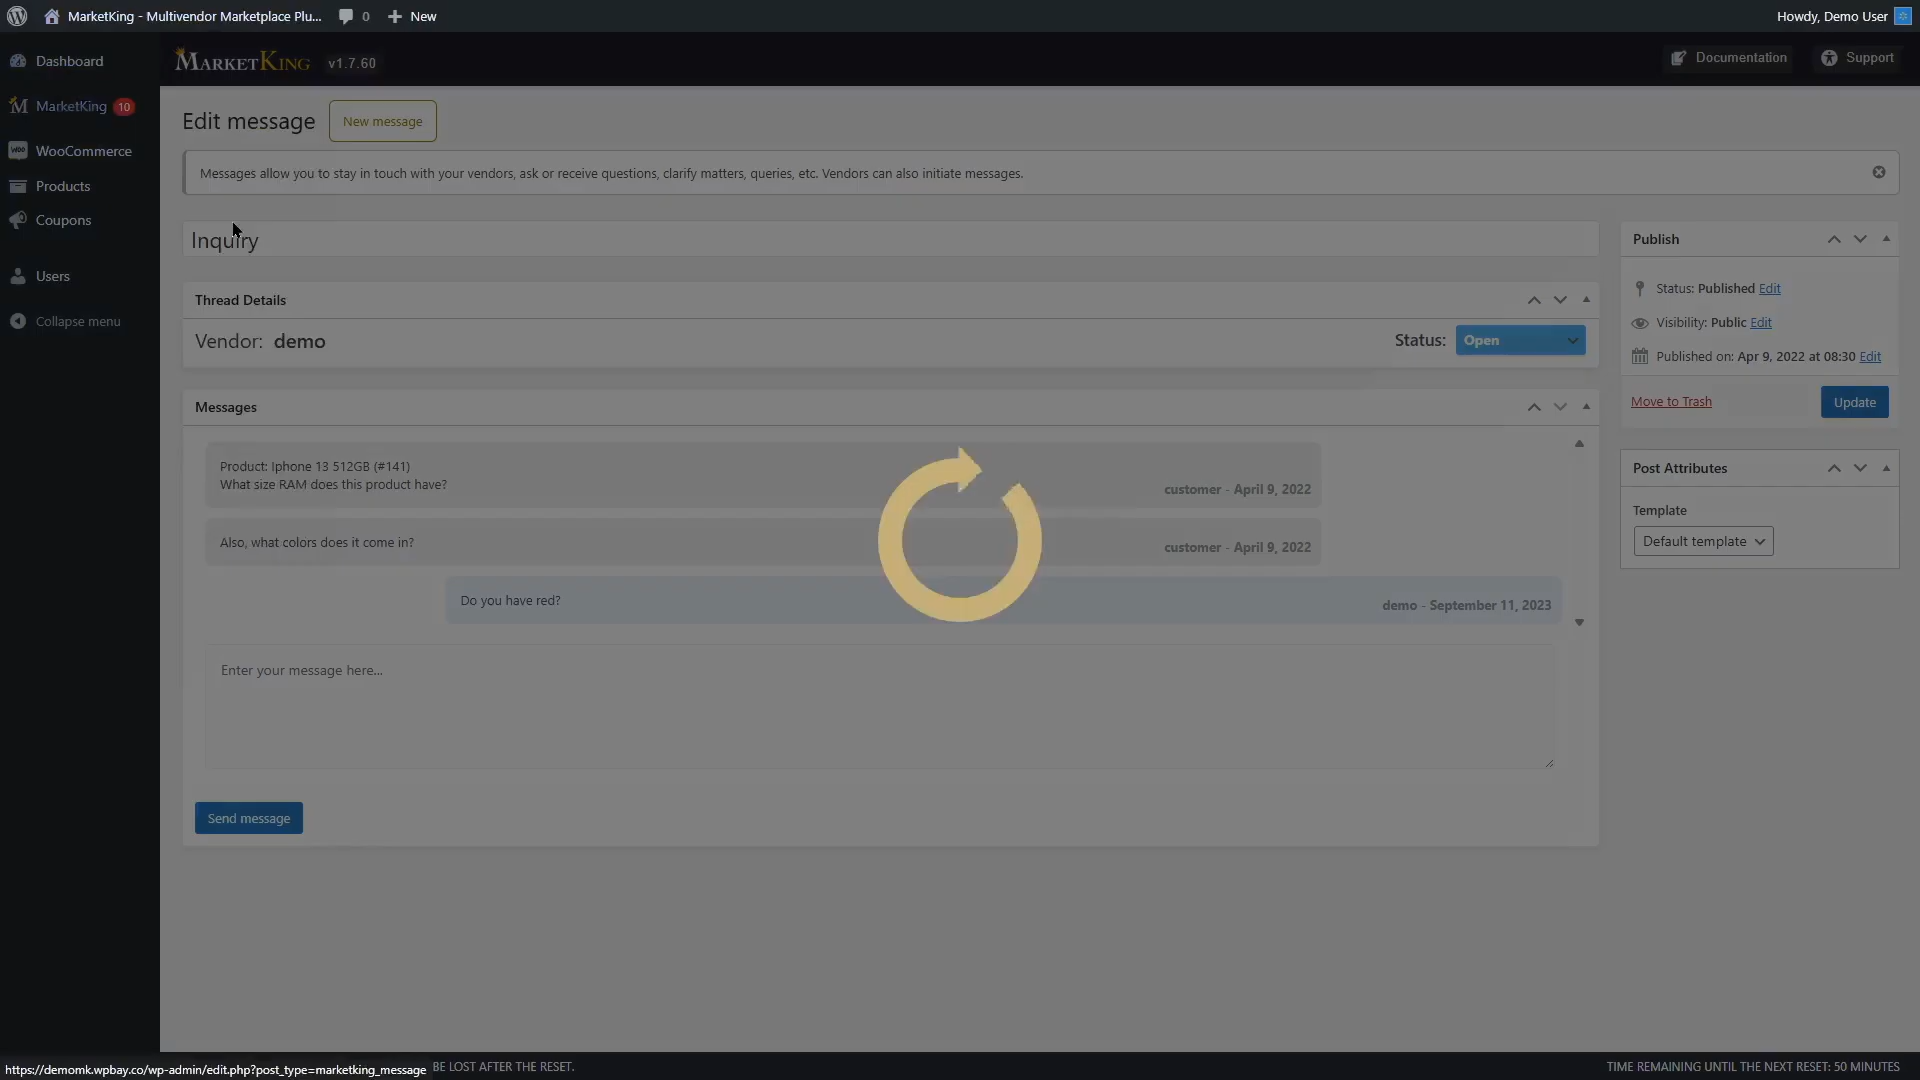 MarketKing - Multivendor Marketplace Plu... 0 New Howdy, Demo User
Dashboard
MarketKing 10
WooCommerce
Products
Coupons
Users
Collapse menu
MARKETKING v1.7.60 Documentation Support
Edit message New message
Messages allow you to stay in touch with your vendors, ask or receive questions, clarify matters, queries, etc. Vendors can also initiate messages.
Inquiry
Thread Details
Vendor: demo Status: Open
Messages
Product: Iphone 13 512GB (#141)
What size RAM does this product have?
customer - April 9, 2022
Also, what colors does it come in?
customer - April 9, 2022
Do you have red?
demo - September 11, 2023
Enter your message here...
Send message
Publish
Status: Published Edit
Visibility: Public Edit
Published on: Apr 9, 2022 at 08:30 Edit
Move to Trash Update
Post Attributes
Template
Default template
https://demomk.wpbay.co/wp-admin/edit.php?post_type=marketking_message BE LOST AFTER THE RESET. TIME REMAINING UNTIL THE NEXT RESET: 50 MINUTES